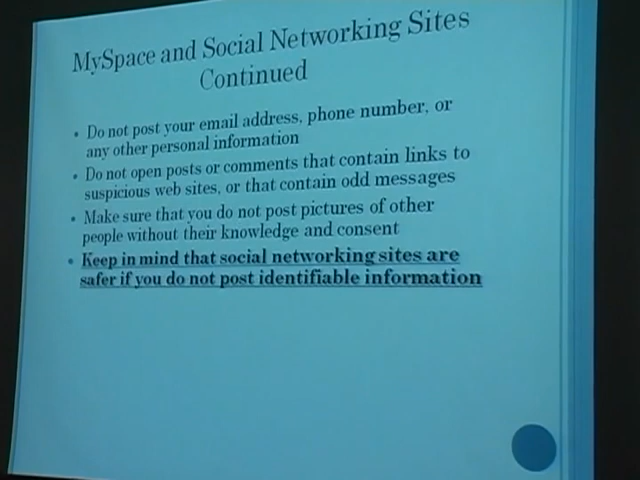 MySpace and Social Networking Sites
Continued
• Do not post your email address, phone number, or
any other personal information
• Do not open posts or comments that contain links to
suspicious web sites, or that contain odd messages
• Make sure that you do not post pictures of other
people without their knowledge and consent
• Keep in mind that social networking sites are
safer if you do not post identifiable information